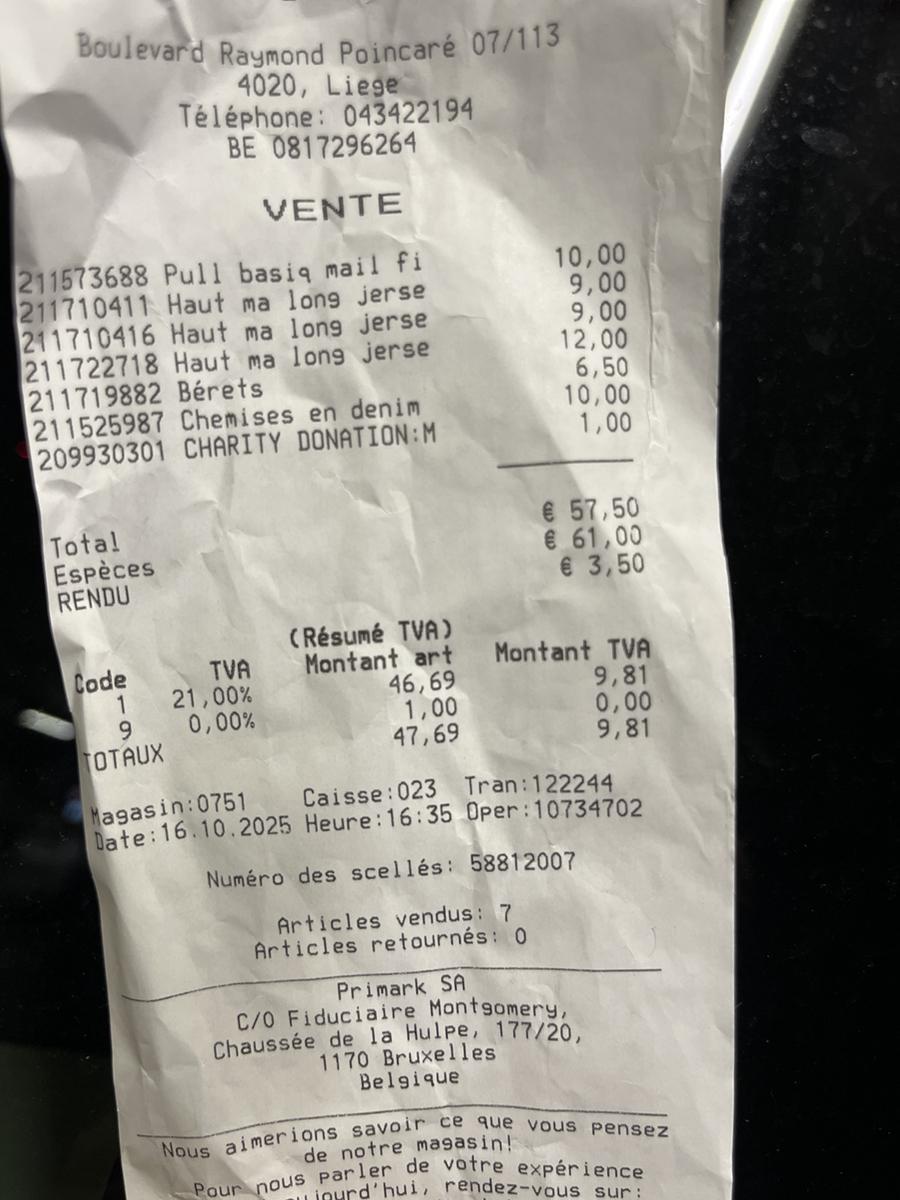 Boulevard Raymond Poincaré 07/113
4020, Liege
Téléphone: 043422194
BE 0817296264
VENTE
211573688 Pull basiq mail fi 10,00
211710411 Haut ma long jerse 9,00
211710416 Haut ma long jerse 9,00
211722718 Haut ma long jerse 12,00
211719882 Bérets 6,50
211525987 Chemises en denim 10,00
209930301 CHARITY DONATION:M 1,00
Total € 57,50
Espèces € 61,00
RENDU € 3,50
(Résumé TVA)
Code TVA Montant art Montant TVA
1 21,00% 46,69 9,81
9 0,00% 1,00 0,00
TOTAUX 47,69 9,81
Magasin:0751 Caisse:023 Tran:122244
Date:16.10.2025 Heure:16:35 Oper:10734702
Numéro des scellés: 58812007
Articles vendus: 7
Articles retournés: 0
Primark SA
C/O Fiduciaire Montgomery,
Chaussée de la Hulpe, 177/20,
1170 Bruxelles
Belgique
Nous aimerions savoir ce que vous pensez
de notre magasin!
Pour nous parler de votre expérience
aujourd'hui, rendez-vous sur: